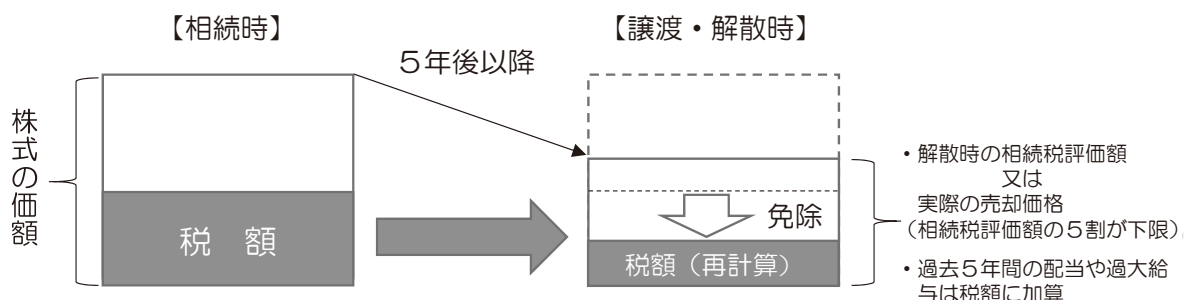 【相続時】
【譲渡・解散時】
5年後以降
株式の価額
税 額
免除
税額(再計算)
・解散時の相続税評価額
又は
実際の売却価格
(相続税評価額の5割が下限)
・過去5年間の配当や過大給
与は税額に加算